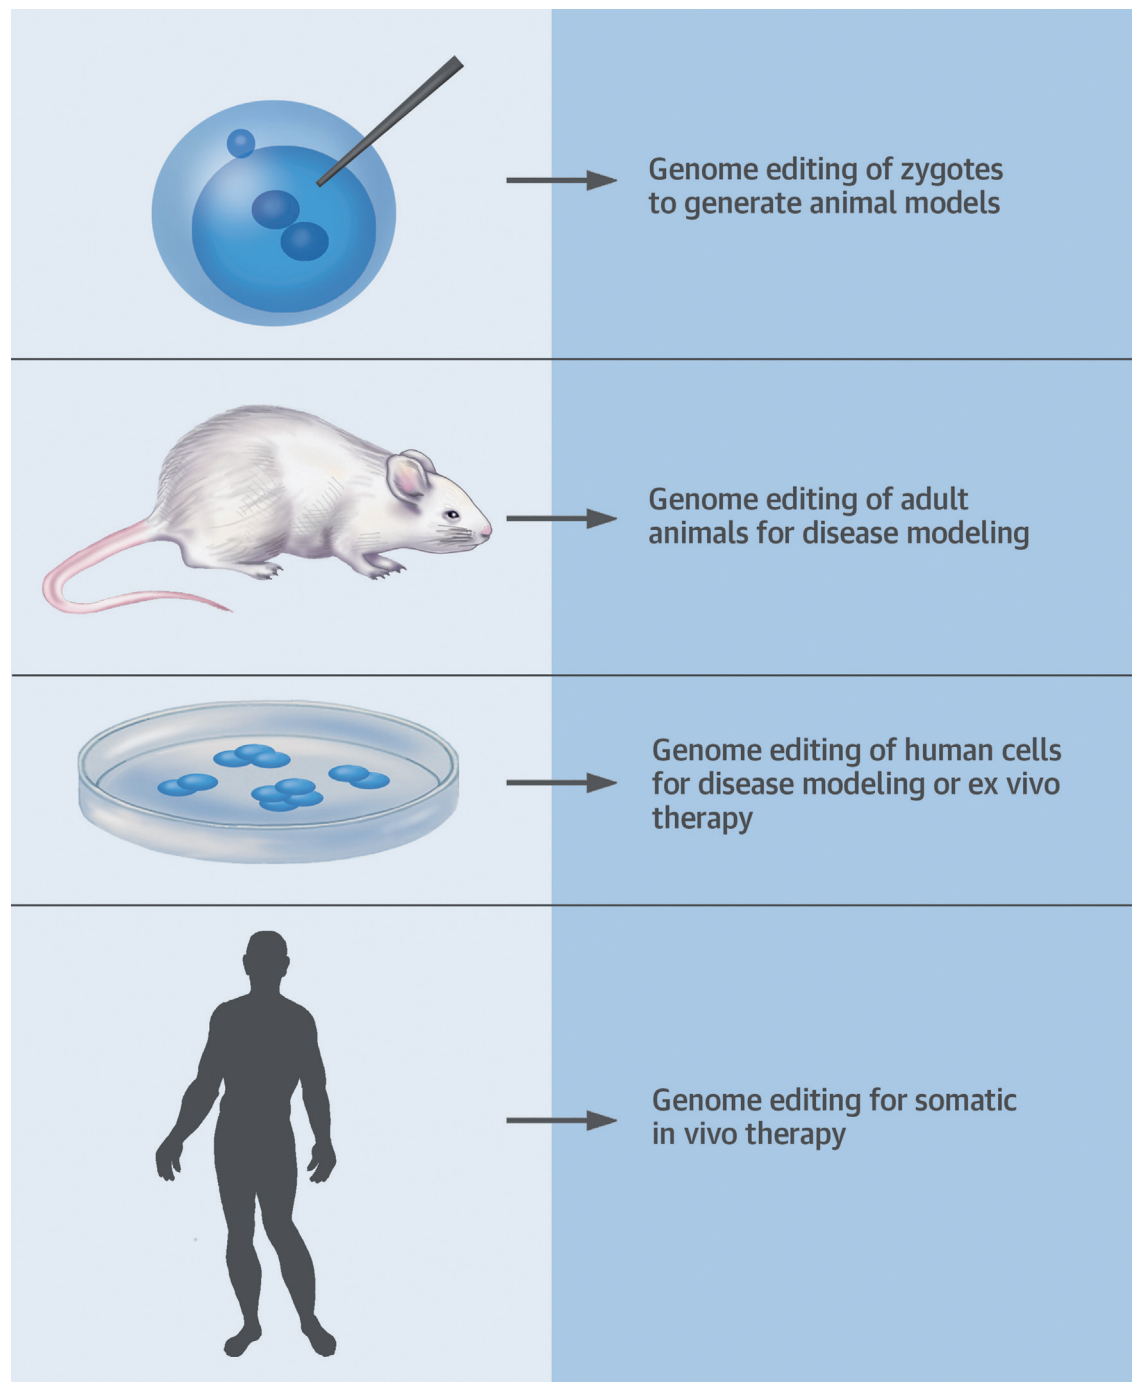 Genome editing of zygotes
to generate animal models
Genome editing of adult
animals for disease modeling
Genome editing of human cells
for disease modeling or ex vivo
therapy
Genome editing for somatic
in vivo therapy